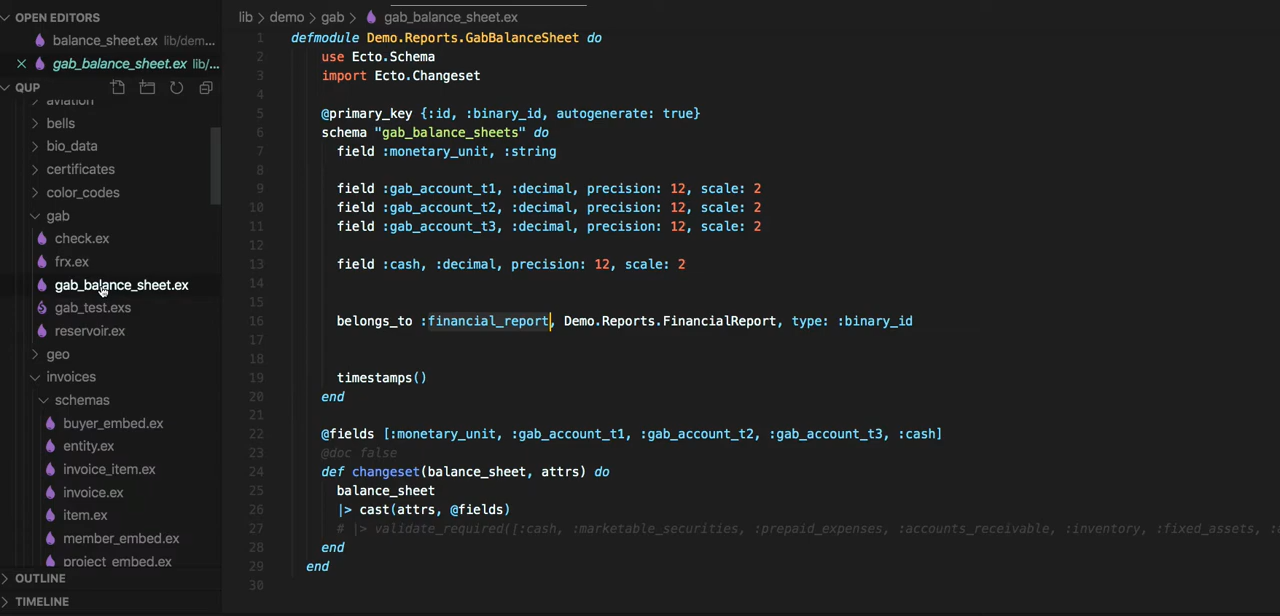 OPEN EDITORS
balance_sheet.ex lib/dem...
gab_balance_sheet.ex lib/...
QUP
aviation
bells
bio_data
certificates
color_codes
gab
check.ex
frx.ex
gab_balance_sheet.ex
gab_test.exs
reservoir.ex
geo
invoices
schemas
buyer_embed.ex
entity.ex
invoice_item.ex
invoice.ex
item.ex
member_embed.ex
project_embed.ex
OUTLINE
TIMELINE
lib > demo > gab > gab_balance_sheet.ex
1 defmodule Demo.Reports.GabBalanceSheet do
2 use Ecto.Schema
3 import Ecto.Changeset
4
5 @primary_key {:id, :binary_id, autogenerate: true}
6 schema "gab_balance_sheets" do
7 field :monetary_unit, :string
8
9 field :gab_account_t1, :decimal, precision: 12, scale: 2
10 field :gab_account_t2, :decimal, precision: 12, scale: 2
11 field :gab_account_t3, :decimal, precision: 12, scale: 2
12
13 field :cash, :decimal, precision: 12, scale: 2
14
15
16 belongs_to :financial_report, Demo.Reports.FinancialReport, type: :binary_id
17
18
19 timestamps()
20 end
21
22 @fields [:monetary_unit, :gab_account_t1, :gab_account_t2, :gab_account_t3, :cash]
23 @doc false
24 def changeset(balance_sheet, attrs) do
25 balance_sheet
26 |> cast(attrs, @fields)
27 # |> validate_required([:cash, :marketable_securities, :prepaid_expenses, :accounts_receivable, :inventory, :fixed_assets, :
28 end
29 end
30